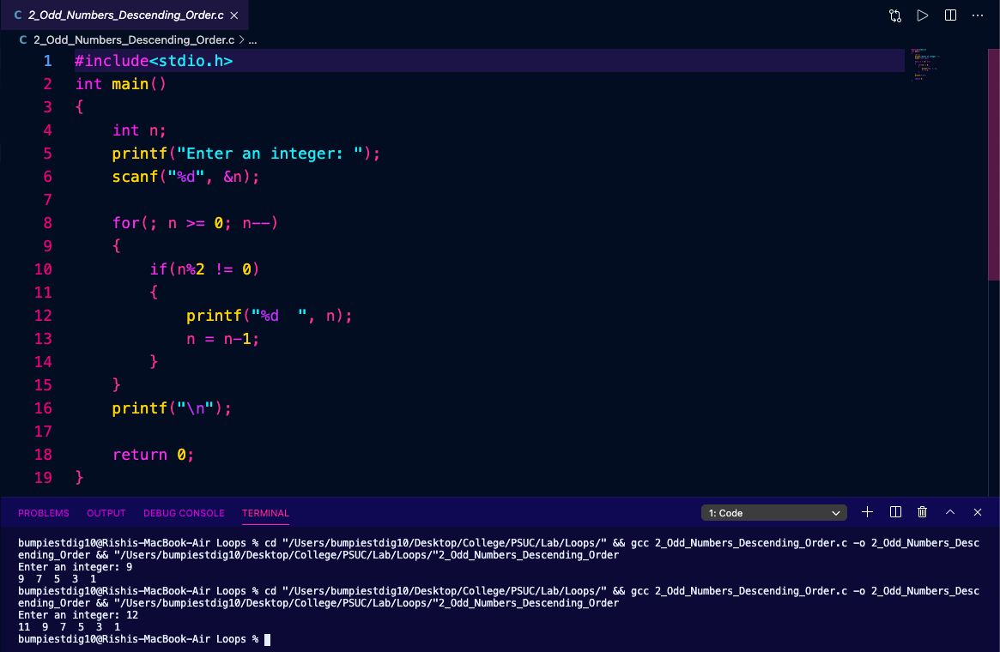 C 2_Odd_Numbers_Descending_Order.c ×
C 2_Odd_Numbers_Descending_Order.c > ...
1 #include<stdio.h>
2 int main()
3 {
4     int n;
5     printf("Enter an integer: ");
6     scanf("%d", &n);
7
8     for(; n >= 0; n--)
9     {
10         if(n%2 != 0)
11         {
12             printf("%d  ", n);
13             n = n-1;
14         }
15     }
16     printf("\n");
17
18     return 0;
19 }
PROBLEMS OUTPUT DEBUG CONSOLE TERMINAL 1: Code
bumpiestdig10@Rishis-MacBook-Air Loops % cd "/Users/bumpiestdig10/Desktop/College/PSUC/Lab/Loops/" && gcc 2_Odd_Numbers_Descending_Order.c -o 2_Odd_Numbers_Desc
ending_Order && "/Users/bumpiestdig10/Desktop/College/PSUC/Lab/Loops/"2_Odd_Numbers_Descending_Order
Enter an integer: 9
9  7  5  3  1
bumpiestdig10@Rishis-MacBook-Air Loops % cd "/Users/bumpiestdig10/Desktop/College/PSUC/Lab/Loops/" && gcc 2_Odd_Numbers_Descending_Order.c -o 2_Odd_Numbers_Desc
ending_Order && "/Users/bumpiestdig10/Desktop/College/PSUC/Lab/Loops/"2_Odd_Numbers_Descending_Order
Enter an integer: 12
11  9  7  5  3  1
bumpiestdig10@Rishis-MacBook-Air Loops %